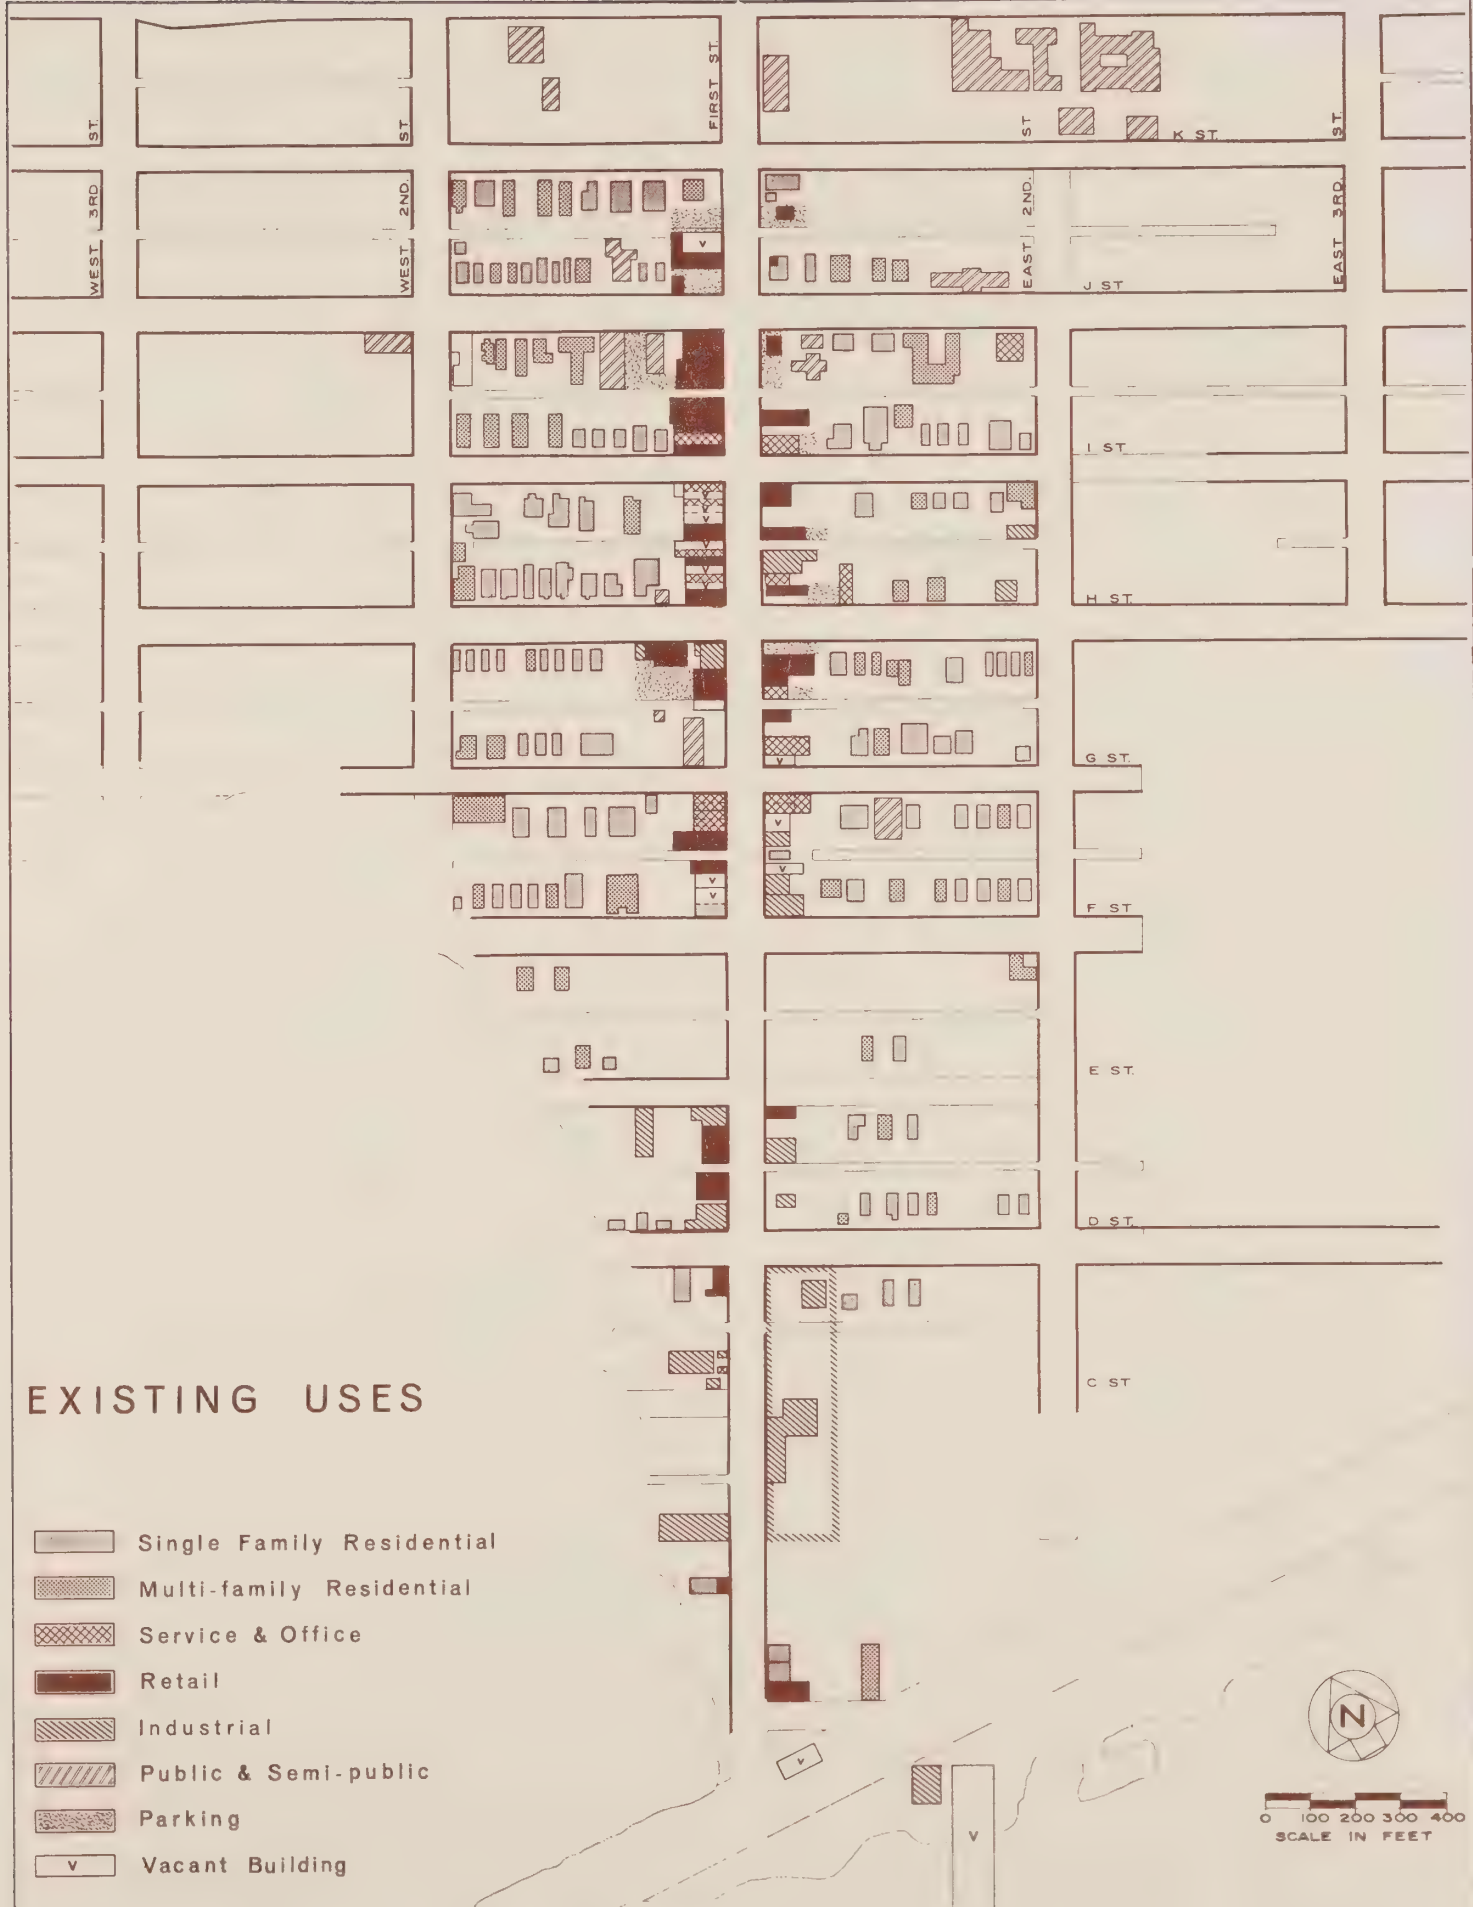 FIRST ST.
ST.
ST.
ST
K ST.
ST.
WEST 3RD
WEST 2ND.
EAST 2ND.
EAST 3RD.
V
J ST
I ST.
V
V
V
V
V
V
H ST.
G ST.
V
V
V
V
V
F ST
E ST.
D ST.
C ST
EXISTING USES
Single Family Residential
Multi-family Residential
Service & Office
Retail
Industrial
Public & Semi-public
Parking
V Vacant Building
V
V
N
0 100 200 300 400
SCALE IN FEET